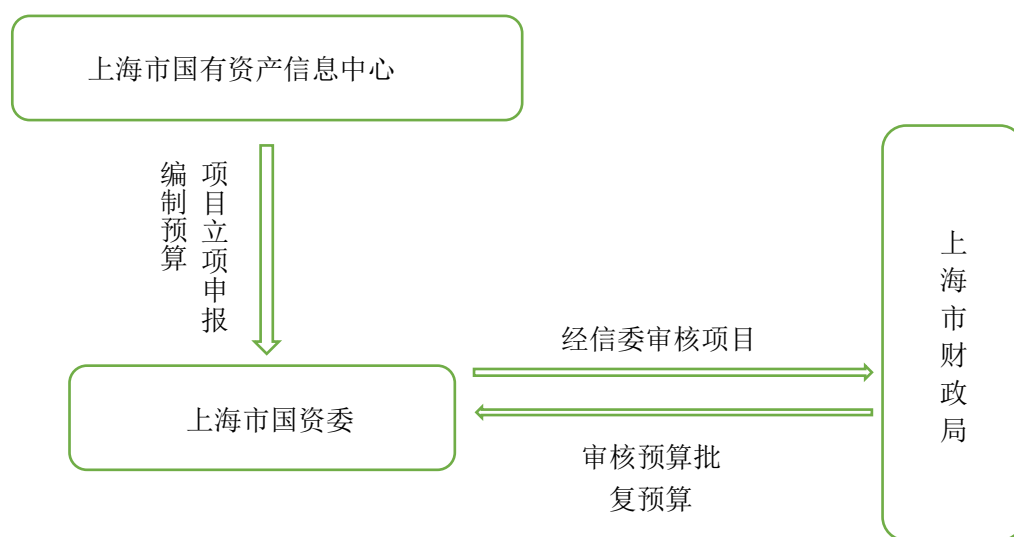 上海市国有资产信息中心
项目立项申报
编制预算
经信委审核项目
上海市国资委
审核预算批
复预算
上海市财政局